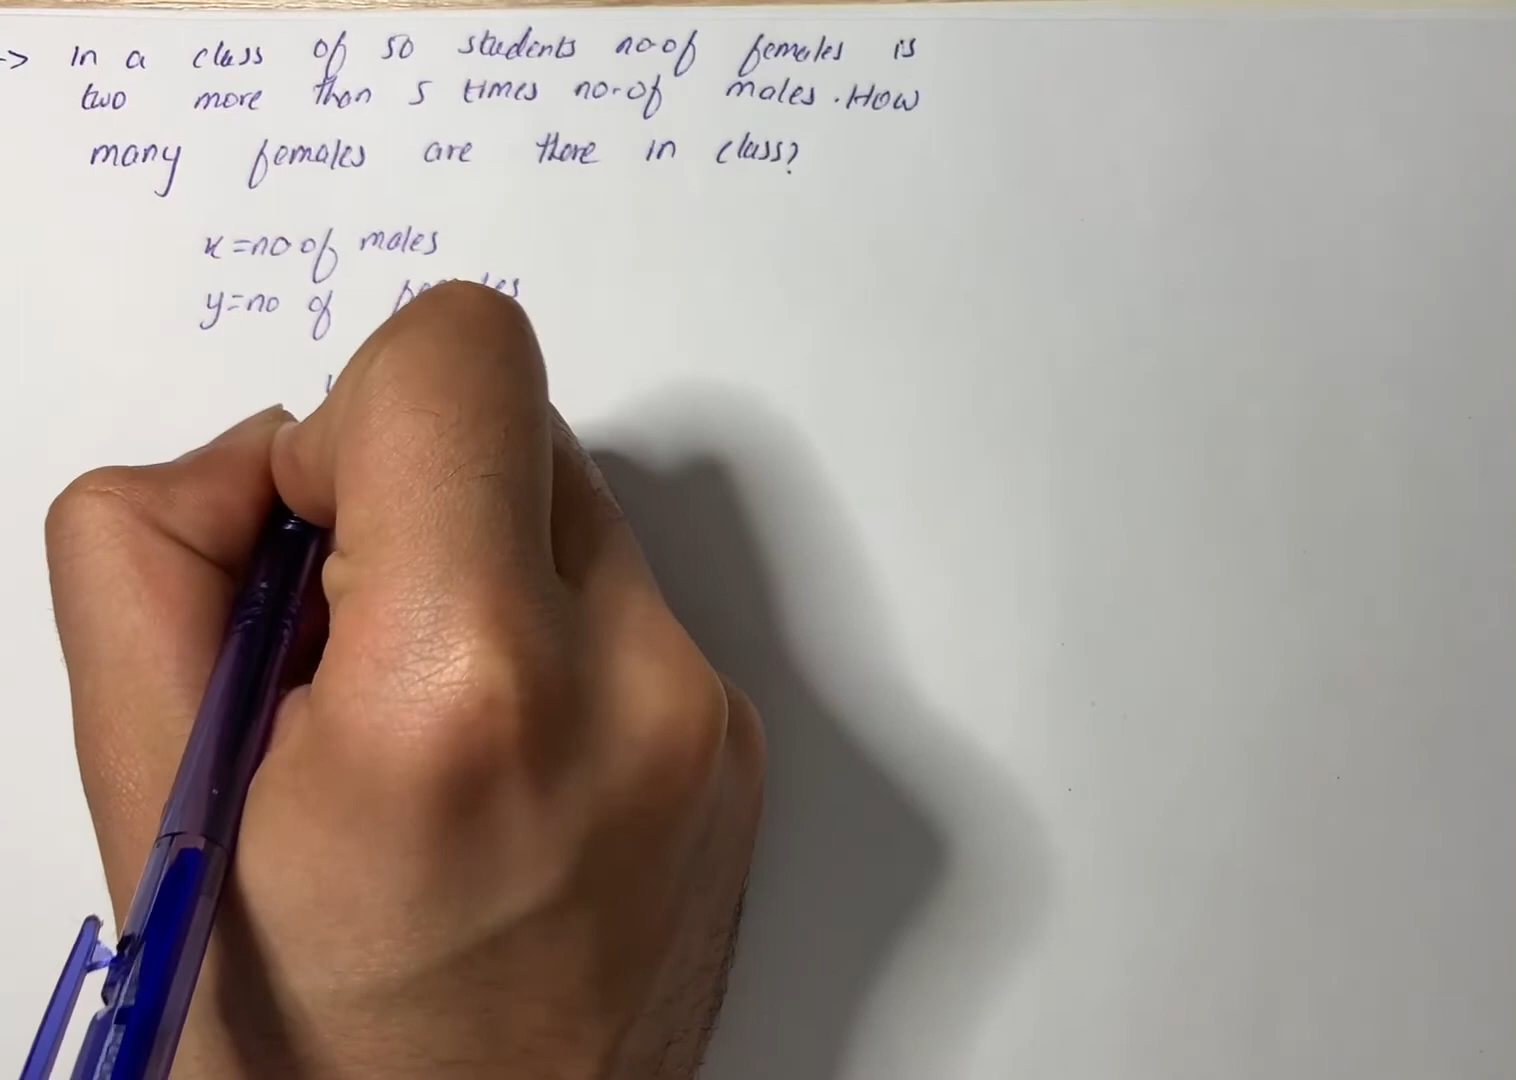 -> in a class of 50 students no of females is
two more than 5 times no. of males. How
many females are there in class?
x = no of males
y = no of